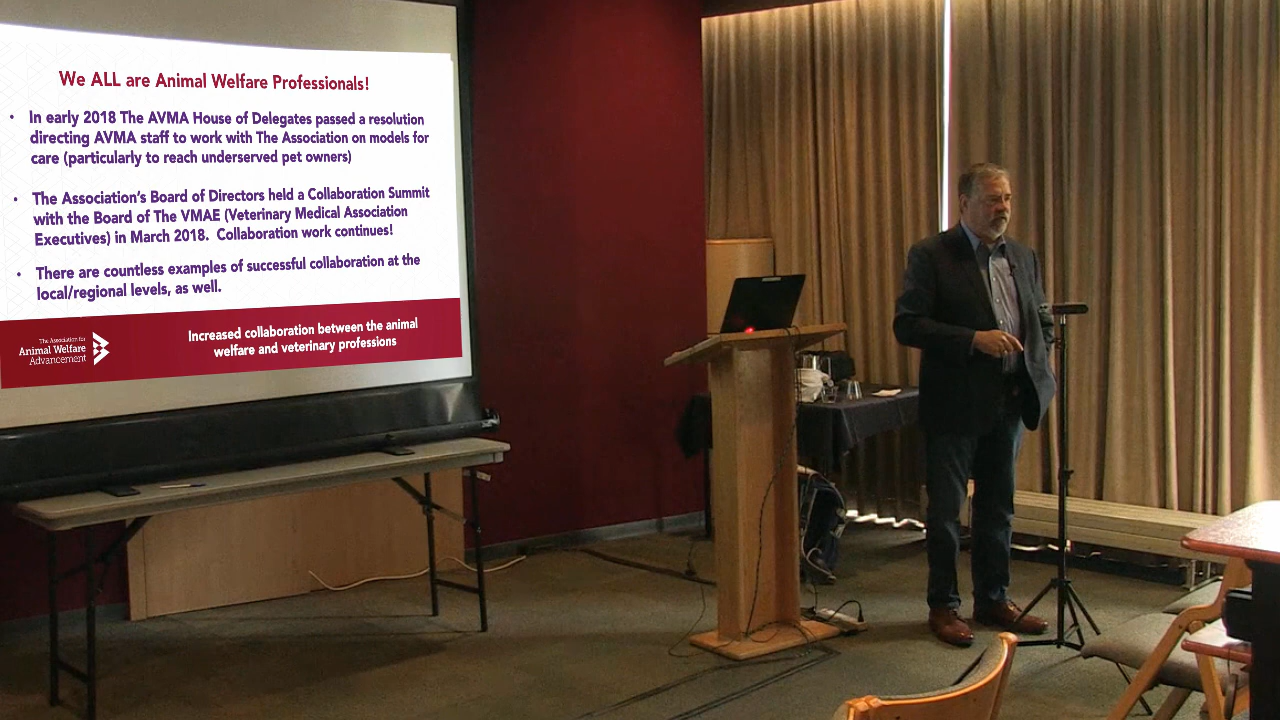 We ALL are Animal Welfare Professionals!
• In early 2018 The AVMA House of Delegates passed a resolution
directing AVMA staff to work with The Association on models for
care (particularly to reach underserved pet owners)
• The Association's Board of Directors held a Collaboration Summit
with the Board of The VMAE (Veterinary Medical Association
Executives) in March 2018. Collaboration work continues!
• There are countless examples of successful collaboration at the
local/regional levels, as well.
The Association for
Animal Welfare
Advancement
Increased collaboration between the animal
welfare and veterinary professions